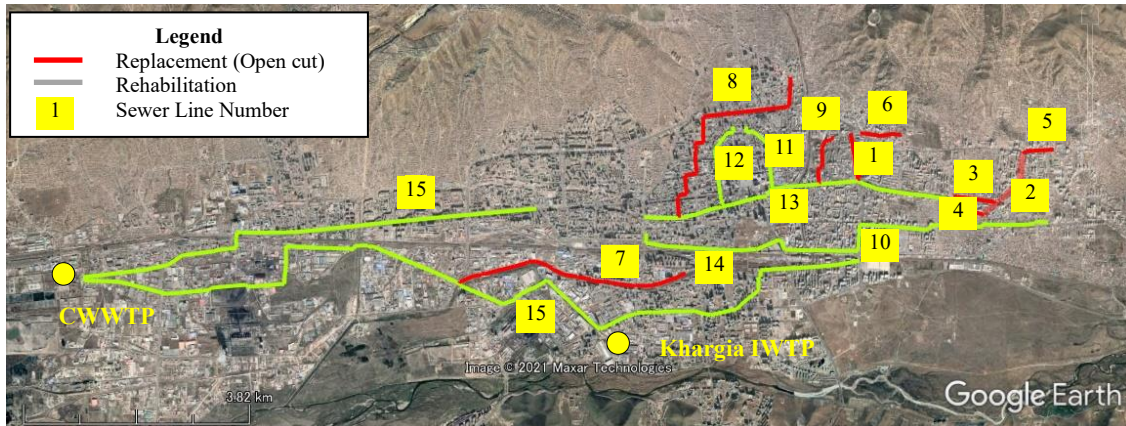 Legend
Replacement (Open cut)
Rehabilitation
1 Sewer Line Number
8
9
6
5
11
12
1
15
3
2
13
4
10
7
14
15
CWWTP
Khargia IWTP
Image © 2021 Maxar Technologies
3.82 km
Google Earth